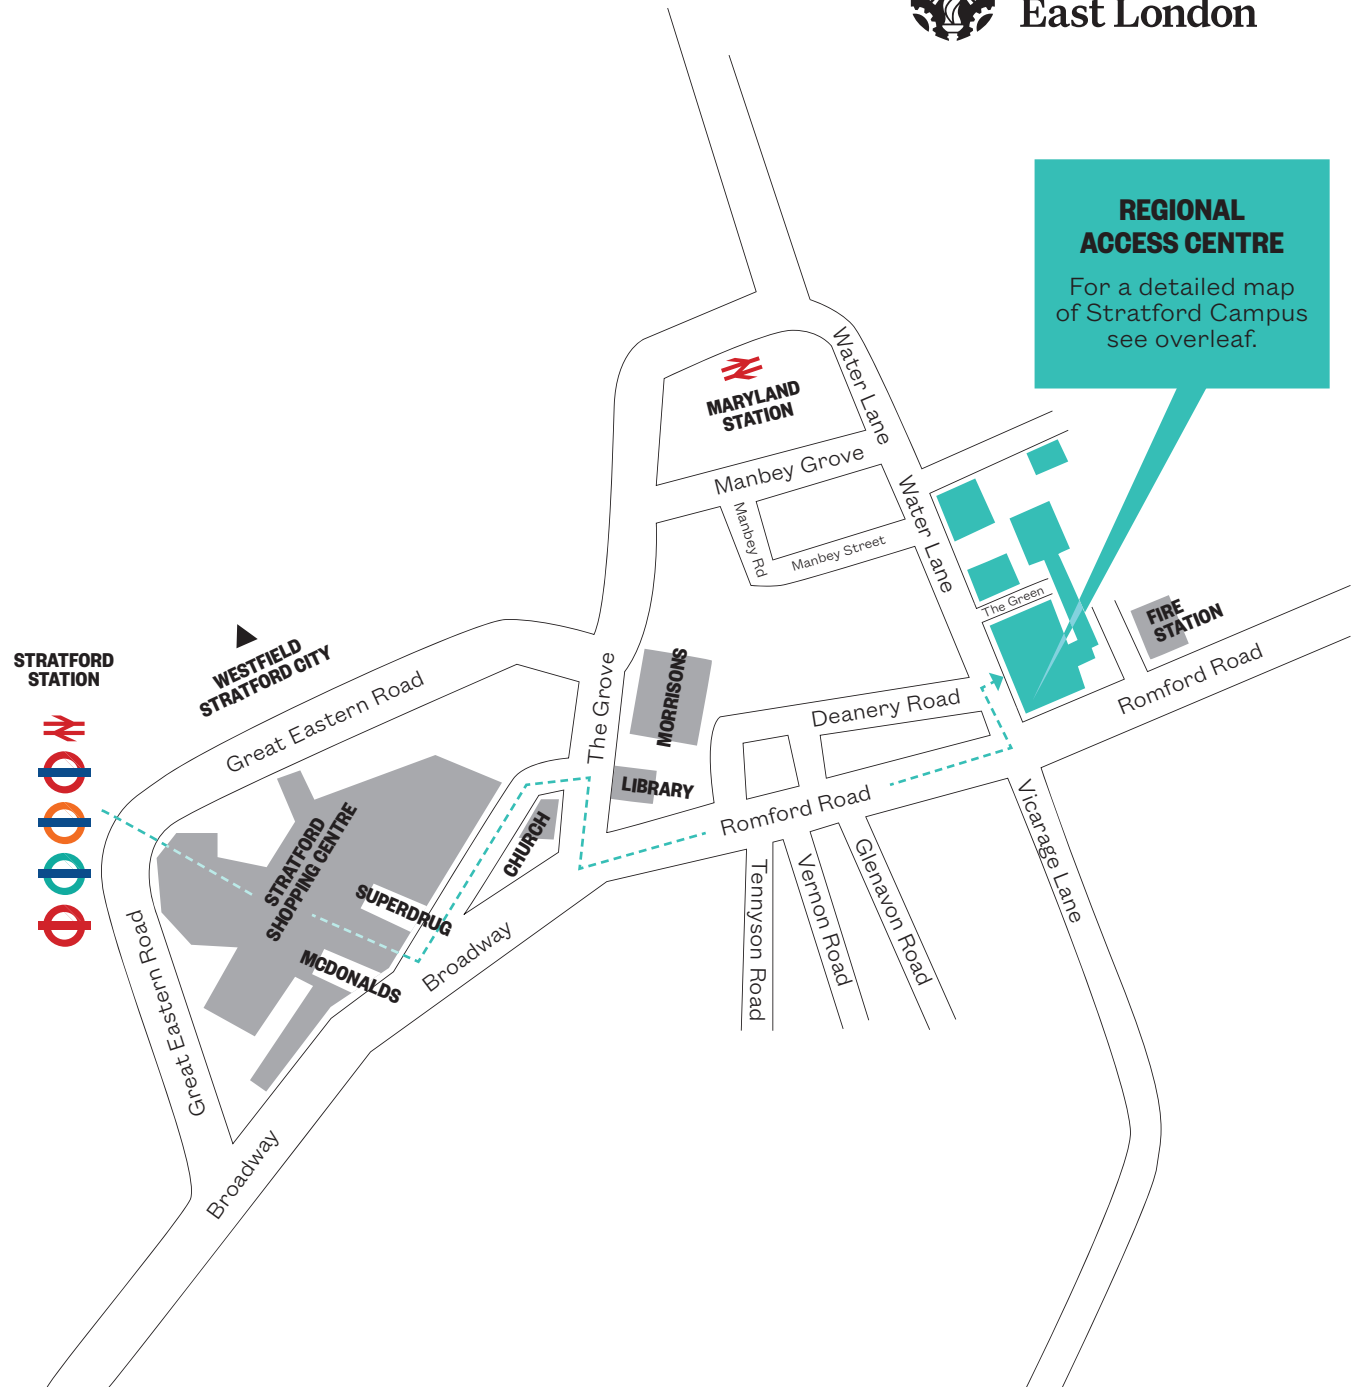 East London
REGIONAL
ACCESS CENTRE
For a detailed map
of Stratford Campus
see overleaf.
Water Lane
MARYLAND
STATION
Manbey Grove
Water Lane
Manbey Rd
Manbey Street
The Green
FIRE
STATION
Romford Road
WESTFIELD
STRATFORD CITY
STRATFORD
STATION
Great Eastern Road
The Grove
MORRISONS
Deanery Road
LIBRARY
Romford Road
STRATFORD
SHOPPING CENTRE
CHURCH
SUPERDRUG
MCDONALDS
Broadway
Tennyson Road
Vernon Road
Glenavon Road
Vicarage Lane
Great Eastern Road
Broadway